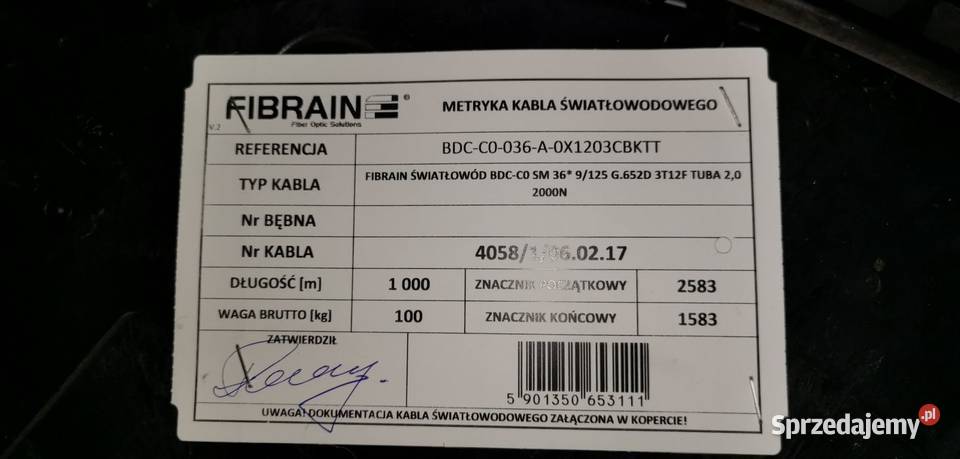 FIBRAIN ®
Fiber Optic Solutions
V.2
METRYKA KABLA ŚWIATŁOWODOWEGO
REFERENCJA BDC-C0-036-A-0X1203CBKTT
TYP KABLA FIBRAIN ŚWIATŁOWÓD BDC-C0 SM 36* 9/125 G.652D 3T12F TUBA 2,0
2000N
Nr BĘBNA
Nr KABLA 4058/1/06.02.17
DŁUGOŚĆ [m] 1 000 ZNACZNIK POCZĄTKOWY 2583
WAGA BRUTTO [kg] 100 ZNACZNIK KOŃCOWY 1583
ZATWIERDZIŁ
5 901350 653111
UWAGA! DOKUMENTACJA KABLA ŚWIATŁOWODOWEGO ZAŁĄCZONA W KOPERCIE!
Sprzedajemy.pl